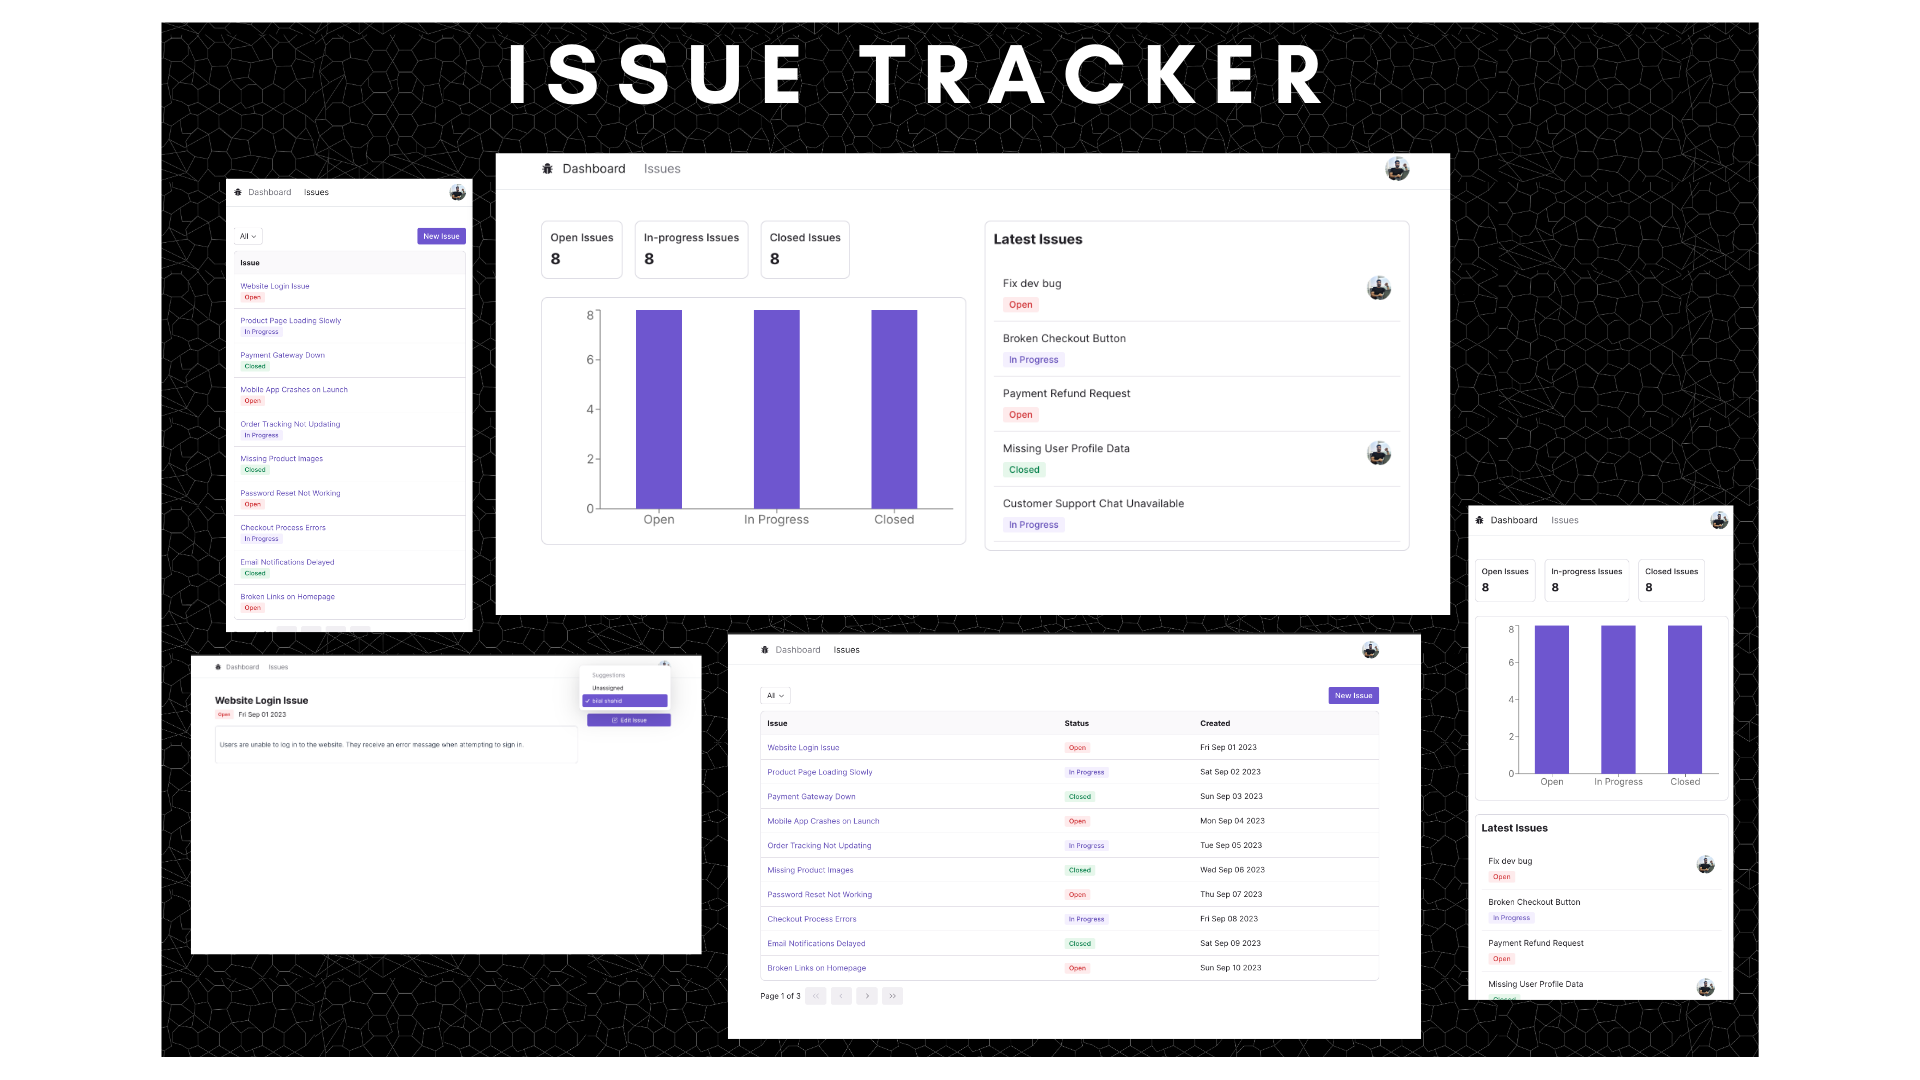 ISSUE TRACKER
Dashboard Issues
All
New Issue
Issue
Website Login Issue
Open
Product Page Loading Slowly
In Progress
Payment Gateway Down
Closed
Mobile App Crashes on Launch
Open
Order Tracking Not Updating
In Progress
Missing Product Images
Closed
Password Reset Not Working
Open
Checkout Process Errors
In Progress
Email Notifications Delayed
Closed
Broken Links on Homepage
Open
Dashboard Issues
Open Issues
8
In-progress Issues
8
Closed Issues
8
8
6
4
2
0
Open In Progress Closed
Latest Issues
Fix dev bug
Open
Broken Checkout Button
In Progress
Payment Refund Request
Open
Missing User Profile Data
Closed
Customer Support Chat Unavailable
In Progress
Dashboard Issues
Website Login Issue
Open Fri Sep 01 2023
Users are unable to log in to the website. They receive an error message when attempting to sign in.
Suggestions
Unassigned
bilal shahid
Edit Issue
Dashboard Issues
All
New Issue
Issue Status Created
Website Login Issue Open Fri Sep 01 2023
Product Page Loading Slowly In Progress Sat Sep 02 2023
Payment Gateway Down Closed Sun Sep 03 2023
Mobile App Crashes on Launch Open Mon Sep 04 2023
Order Tracking Not Updating In Progress Tue Sep 05 2023
Missing Product Images Closed Wed Sep 06 2023
Password Reset Not Working Open Thu Sep 07 2023
Checkout Process Errors In Progress Fri Sep 08 2023
Email Notifications Delayed Closed Sat Sep 09 2023
Broken Links on Homepage Open Sun Sep 10 2023
Page 1 of 3
Dashboard Issues
Open Issues
8
In-progress Issues
8
Closed Issues
8
8
6
4
2
0
Open In Progress Closed
Latest Issues
Fix dev bug
Open
Broken Checkout Button
In Progress
Payment Refund Request
Open
Missing User Profile Data
Closed